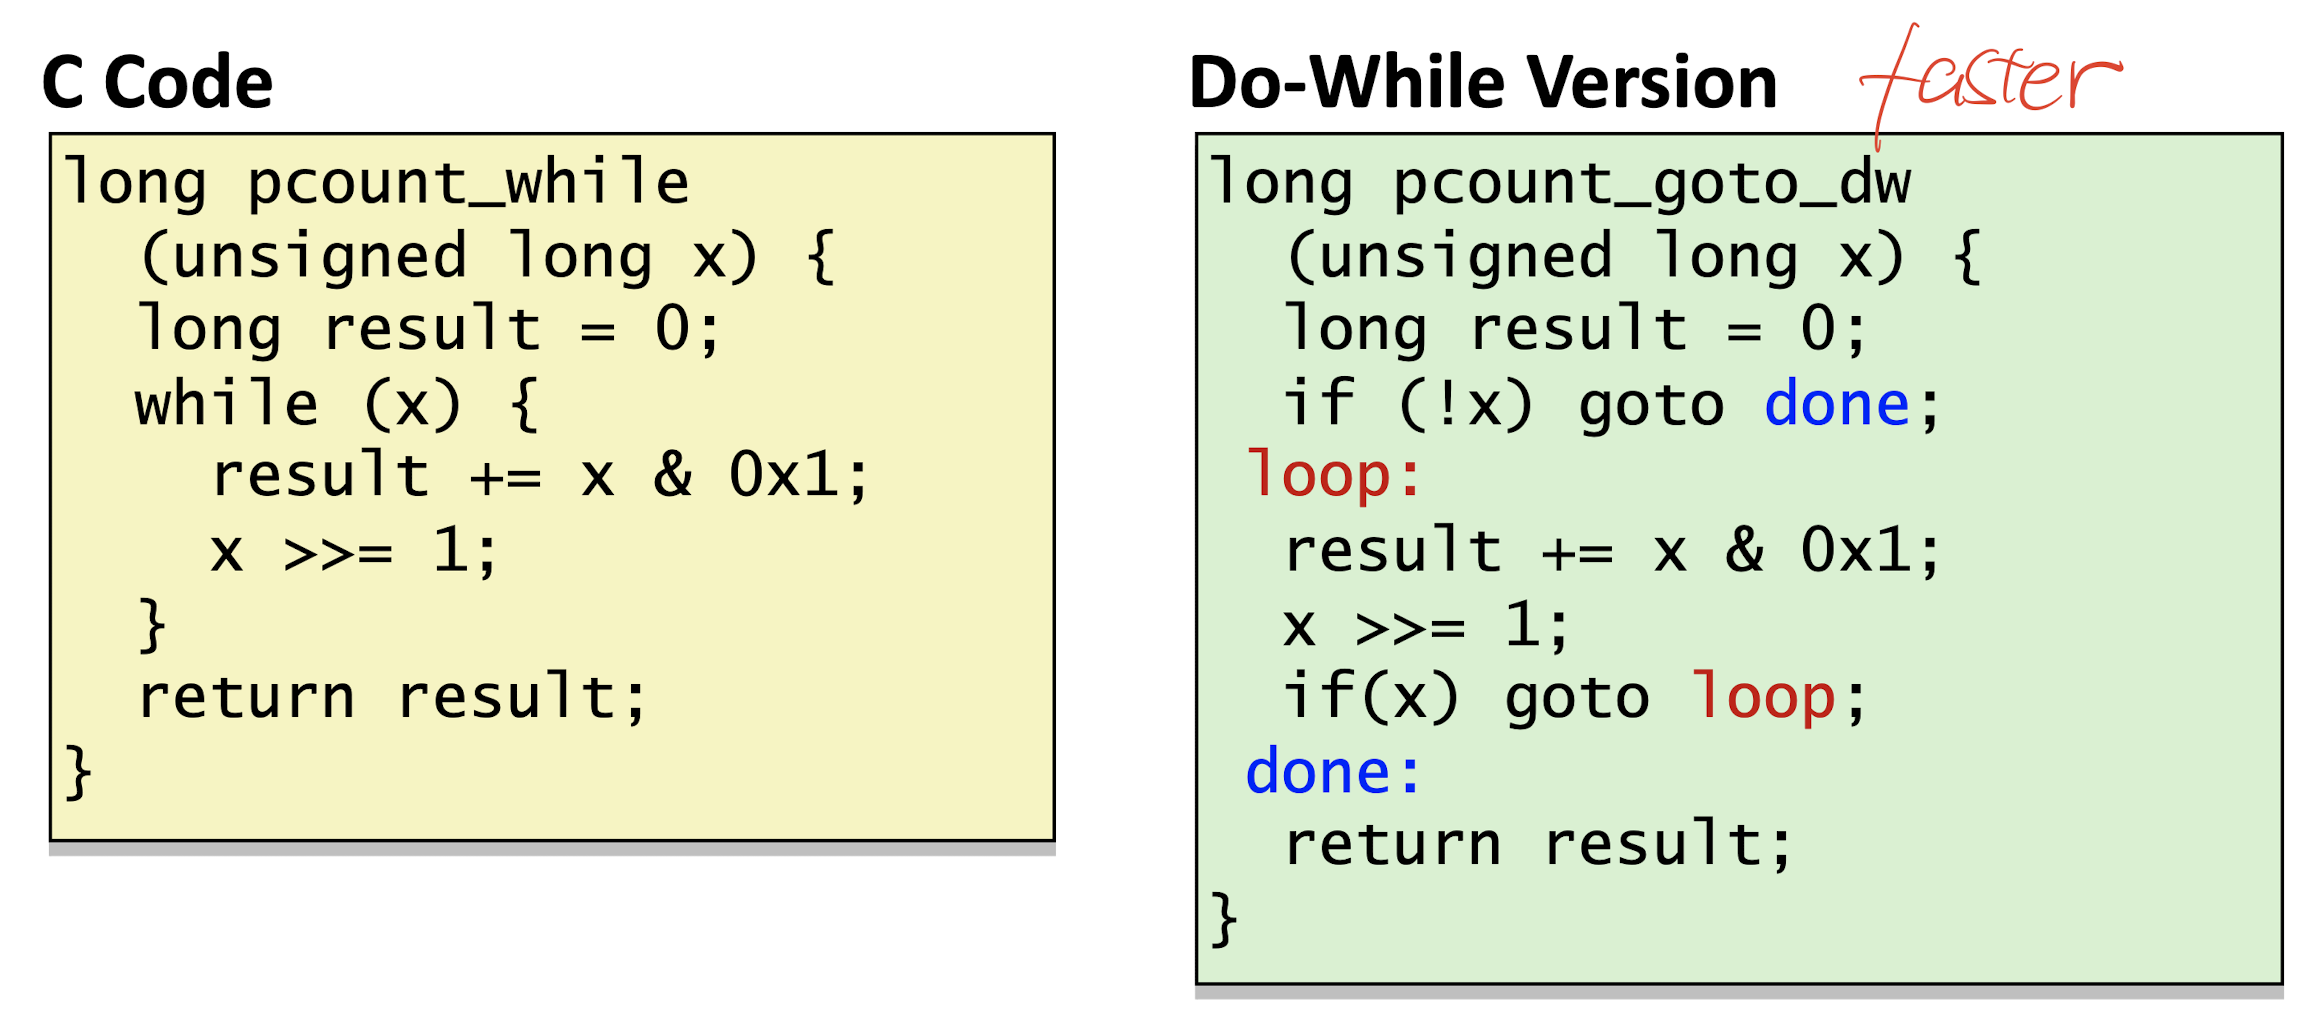 C Code
long pcount_while
(unsigned long x) {
long result = 0;
while (x) {
result += x & 0x1;
x >>= 1;
}
return result;
}
Do-While Version faster
long pcount_goto_dw
(unsigned long x) {
long result = 0;
if (!x) goto done;
loop:
result += x & 0x1;
x >>= 1;
if(x) goto loop;
done:
return result;
}